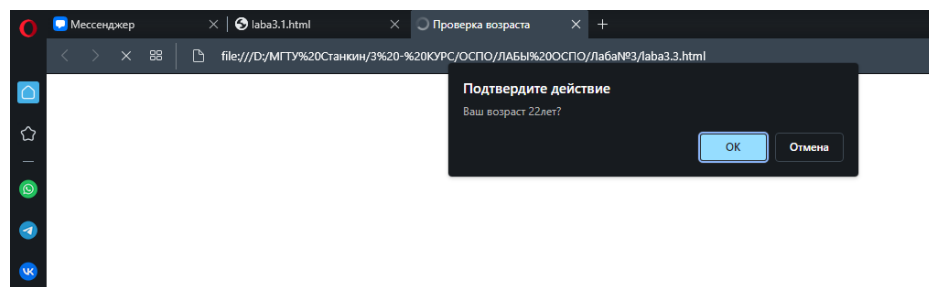 Мессенджер
laba3.1.html
Проверка возраста
file:///D:/МГТУ%20Станкин/3%20-%20КУРС/ОСПО/ЛАБЫ%20ОСПО/Лаба№3/laba3.3.html
Подтвердите действие
Ваш возраст 22лет?
ОК
Отмена